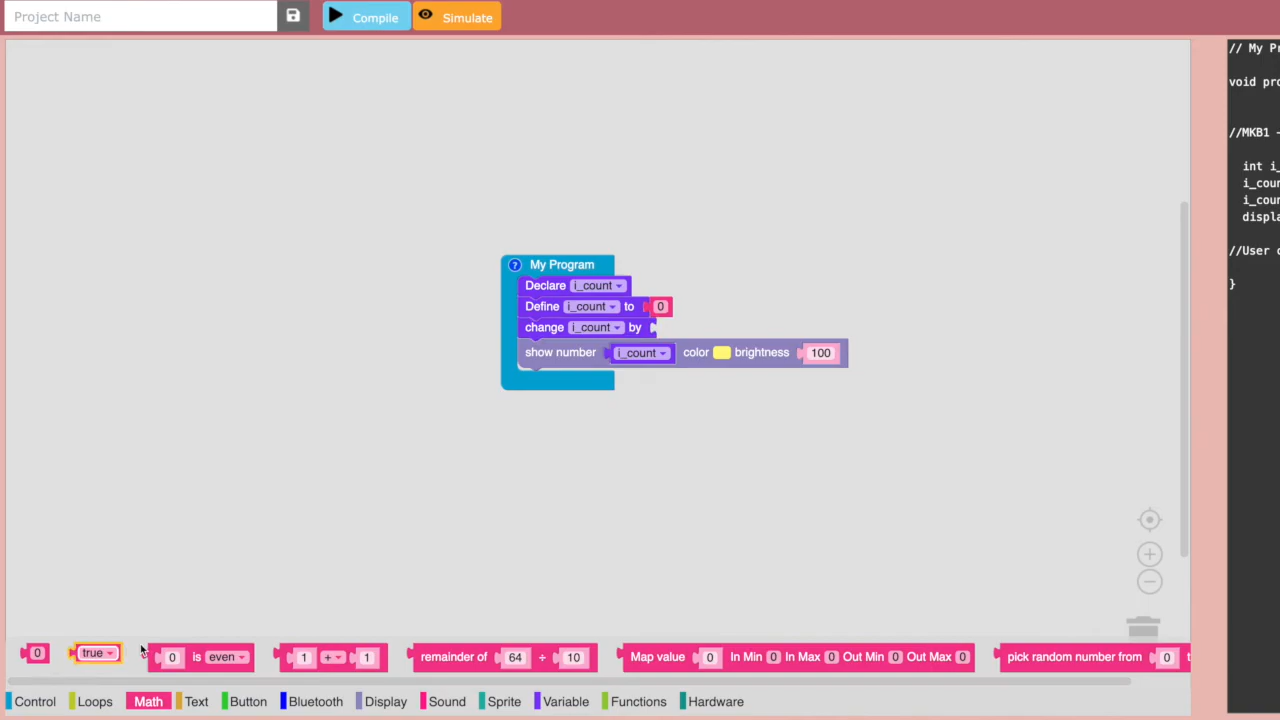 Project Name
Compile
Simulate
? My Program
Declare i_count
Define i_count to 0
change i_count by
show number i_count color brightness 100
// My Pr
void pro
//MKB1 -
int i_
i_coun
i_coun
displa
//User c
}
0
true
0 is even
1 + 1
remainder of 64 ÷ 10
Map value 0 In Min 0 In Max 0 Out Min 0 Out Max 0
pick random number from 0 t
Control Loops Math Text Button Bluetooth Display Sound Sprite Variable Functions Hardware